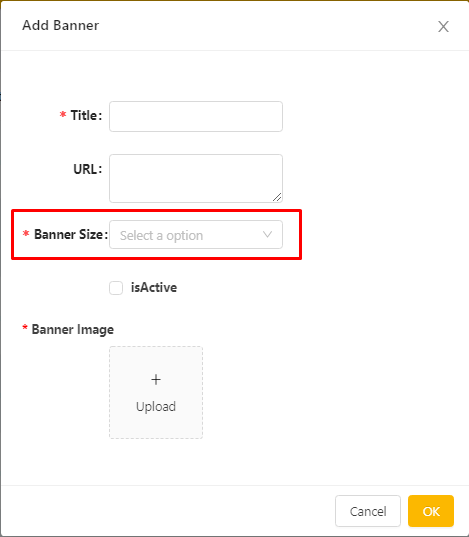 Add Banner
* Title:
URL:
* Banner Size: Select a option
isActive
* Banner Image
+
Upload
Cancel OK